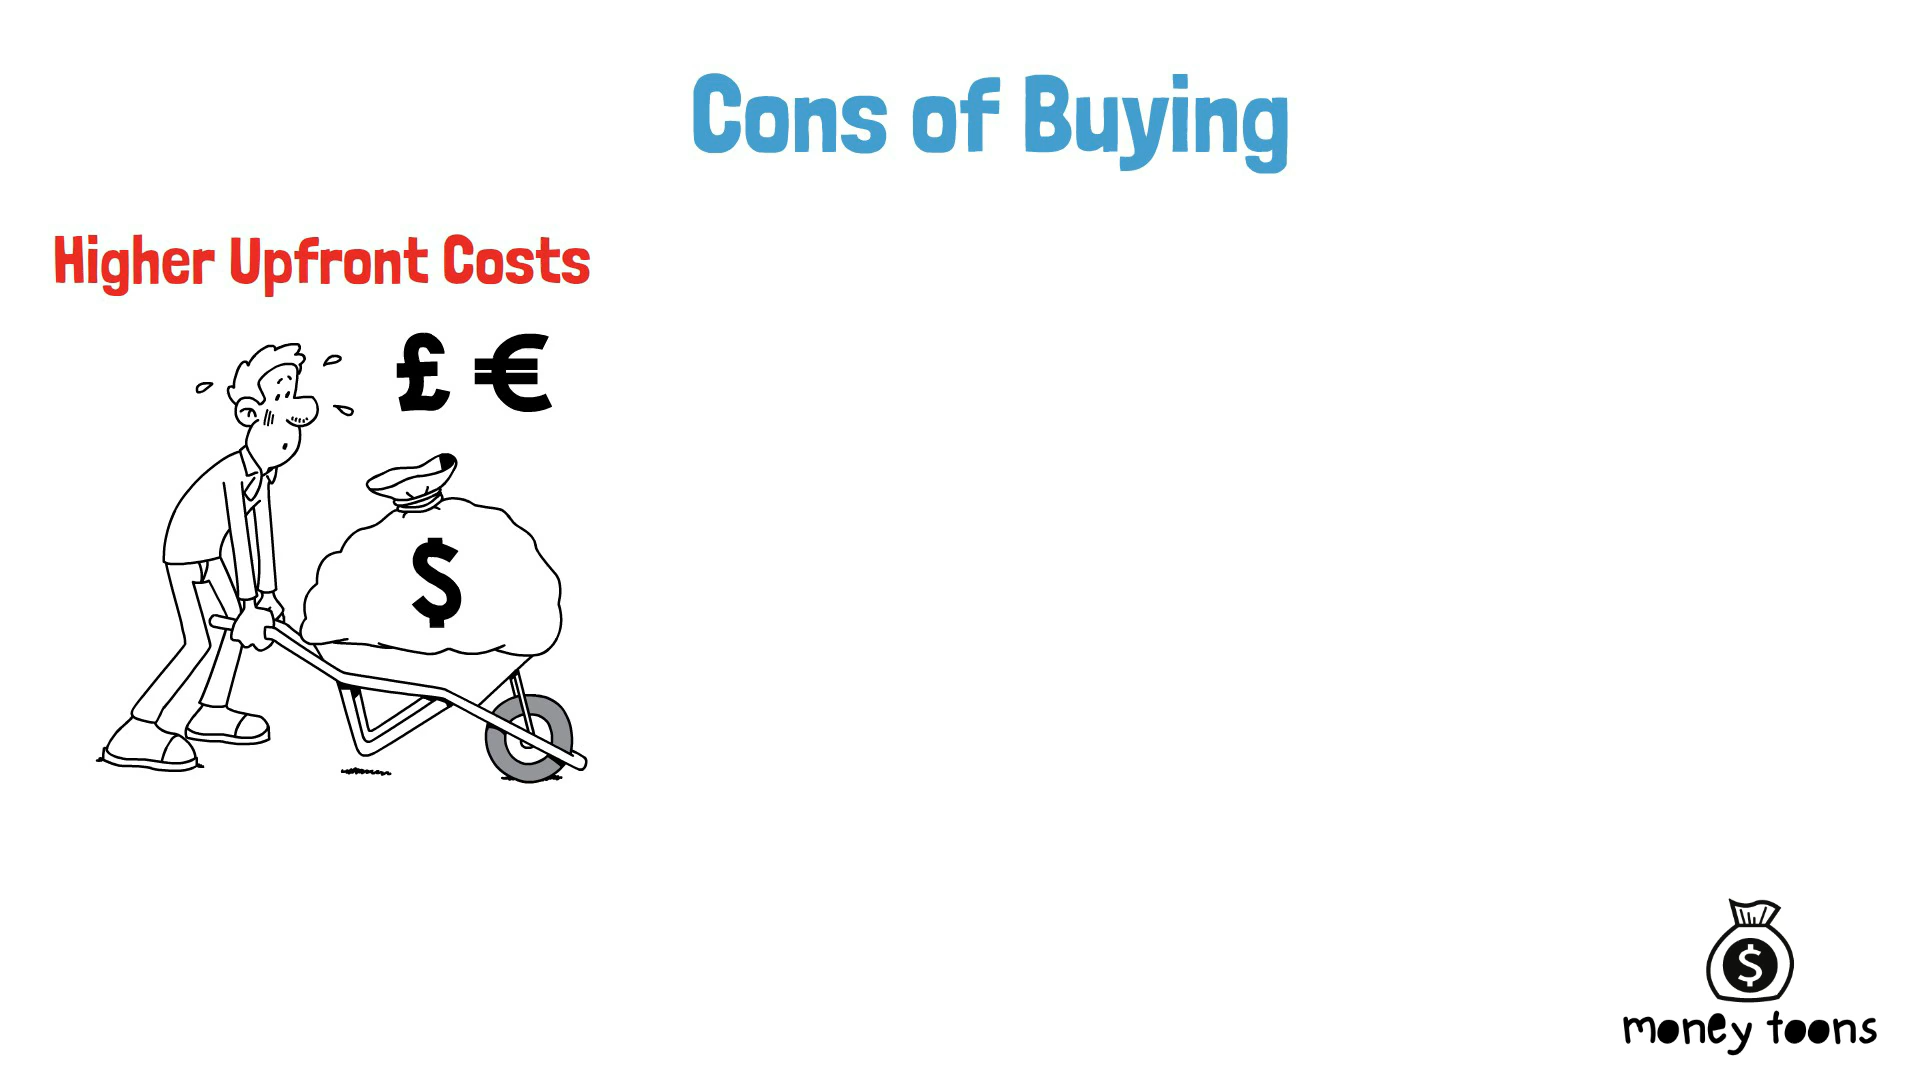 Cons of Buying
Higher Upfront Costs
£ €
$
$
money toons